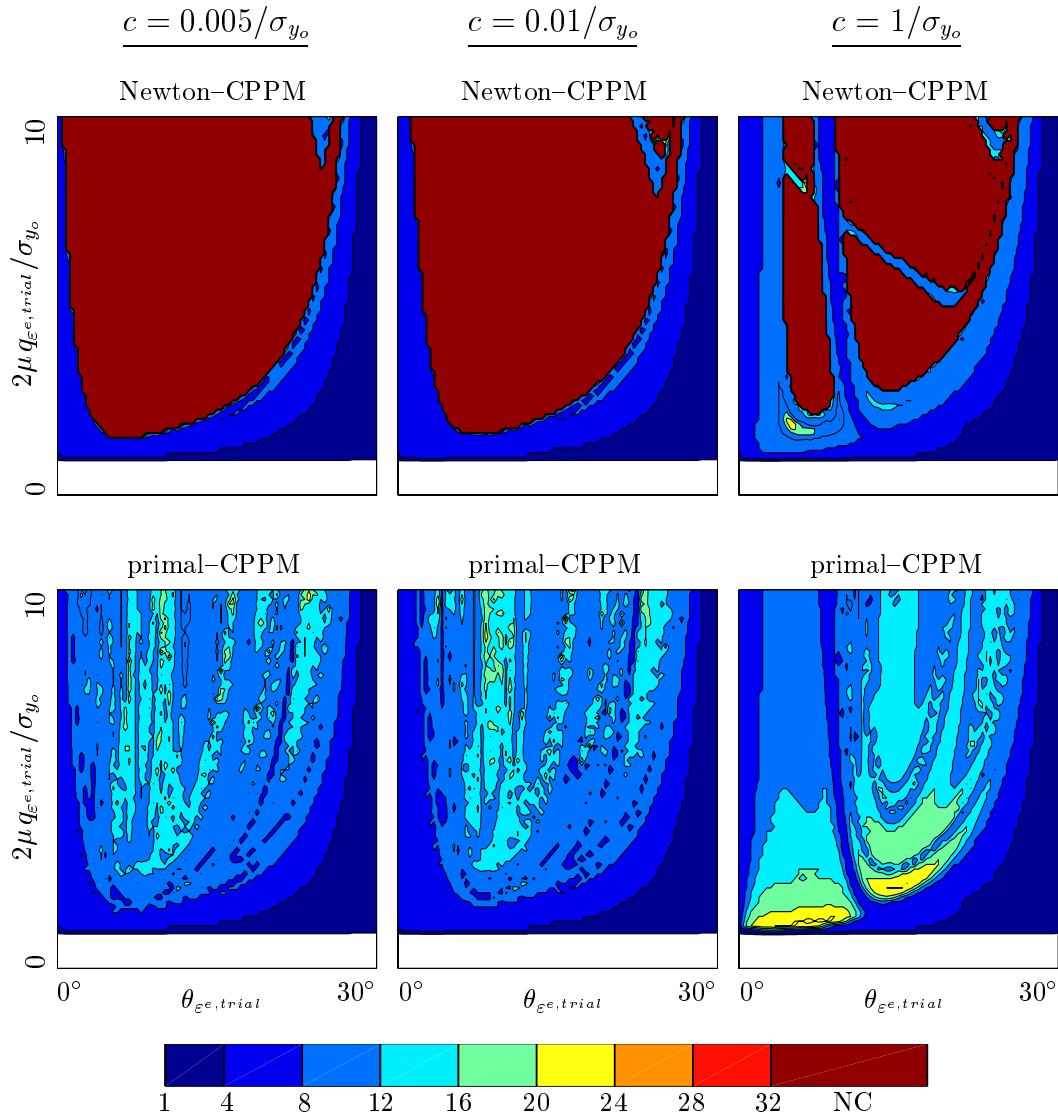 c = 0.005/σ_{y_o} c = 0.01/σ_{y_o} c = 1/σ_{y_o}
Newton–CPPM Newton–CPPM Newton–CPPM
10
2μ q_{ε^{e,trial}}/σ_{y_o}
0
primal–CPPM primal–CPPM primal–CPPM
10
2μ q_{ε^{e,trial}}/σ_{y_o}
0
0° θ_{ε^{e,trial}} 30° 0° θ_{ε^{e,trial}} 30° 0° θ_{ε^{e,trial}} 30°
1 4 8 12 16 20 24 28 32 NC